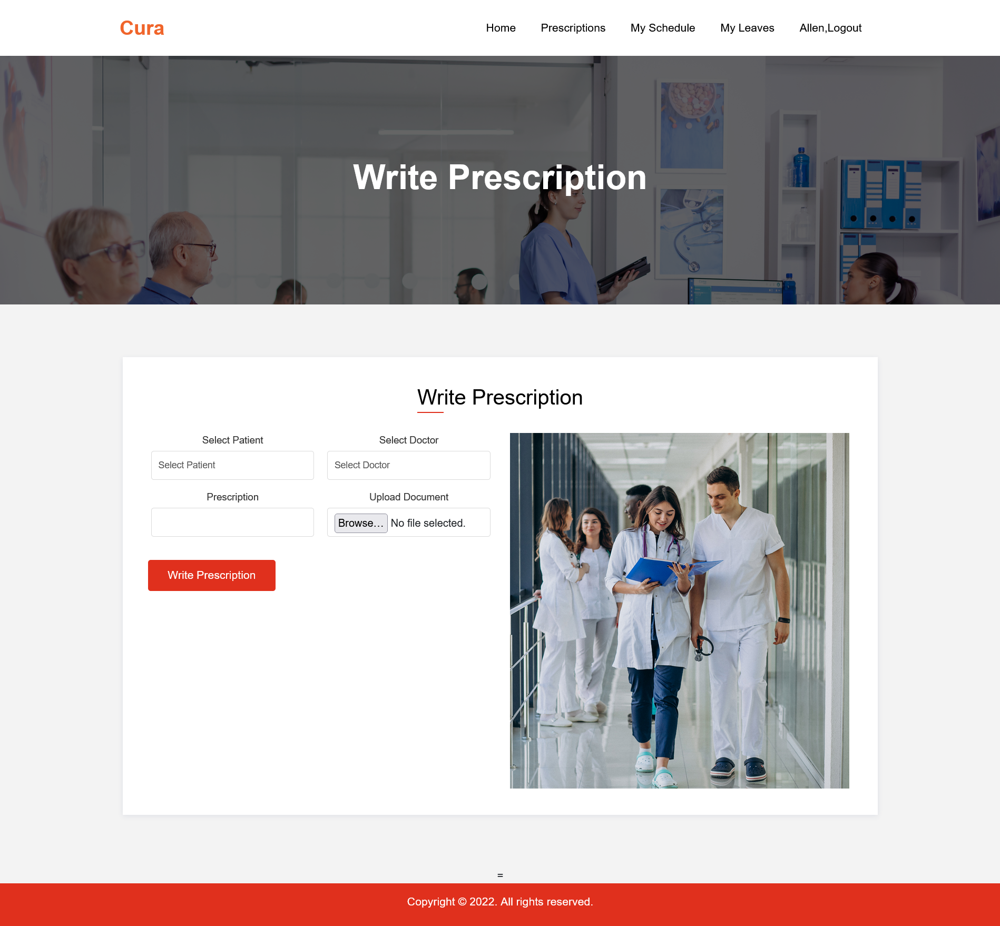 Cura
Home Prescriptions My Schedule My Leaves Allen,Logout
Write Prescription
Write Prescription
Select Patient Select Doctor
Select Patient Select Doctor
Prescription Upload Document
Browse... No file selected.
Write Prescription
=
Copyright © 2022. All rights reserved.